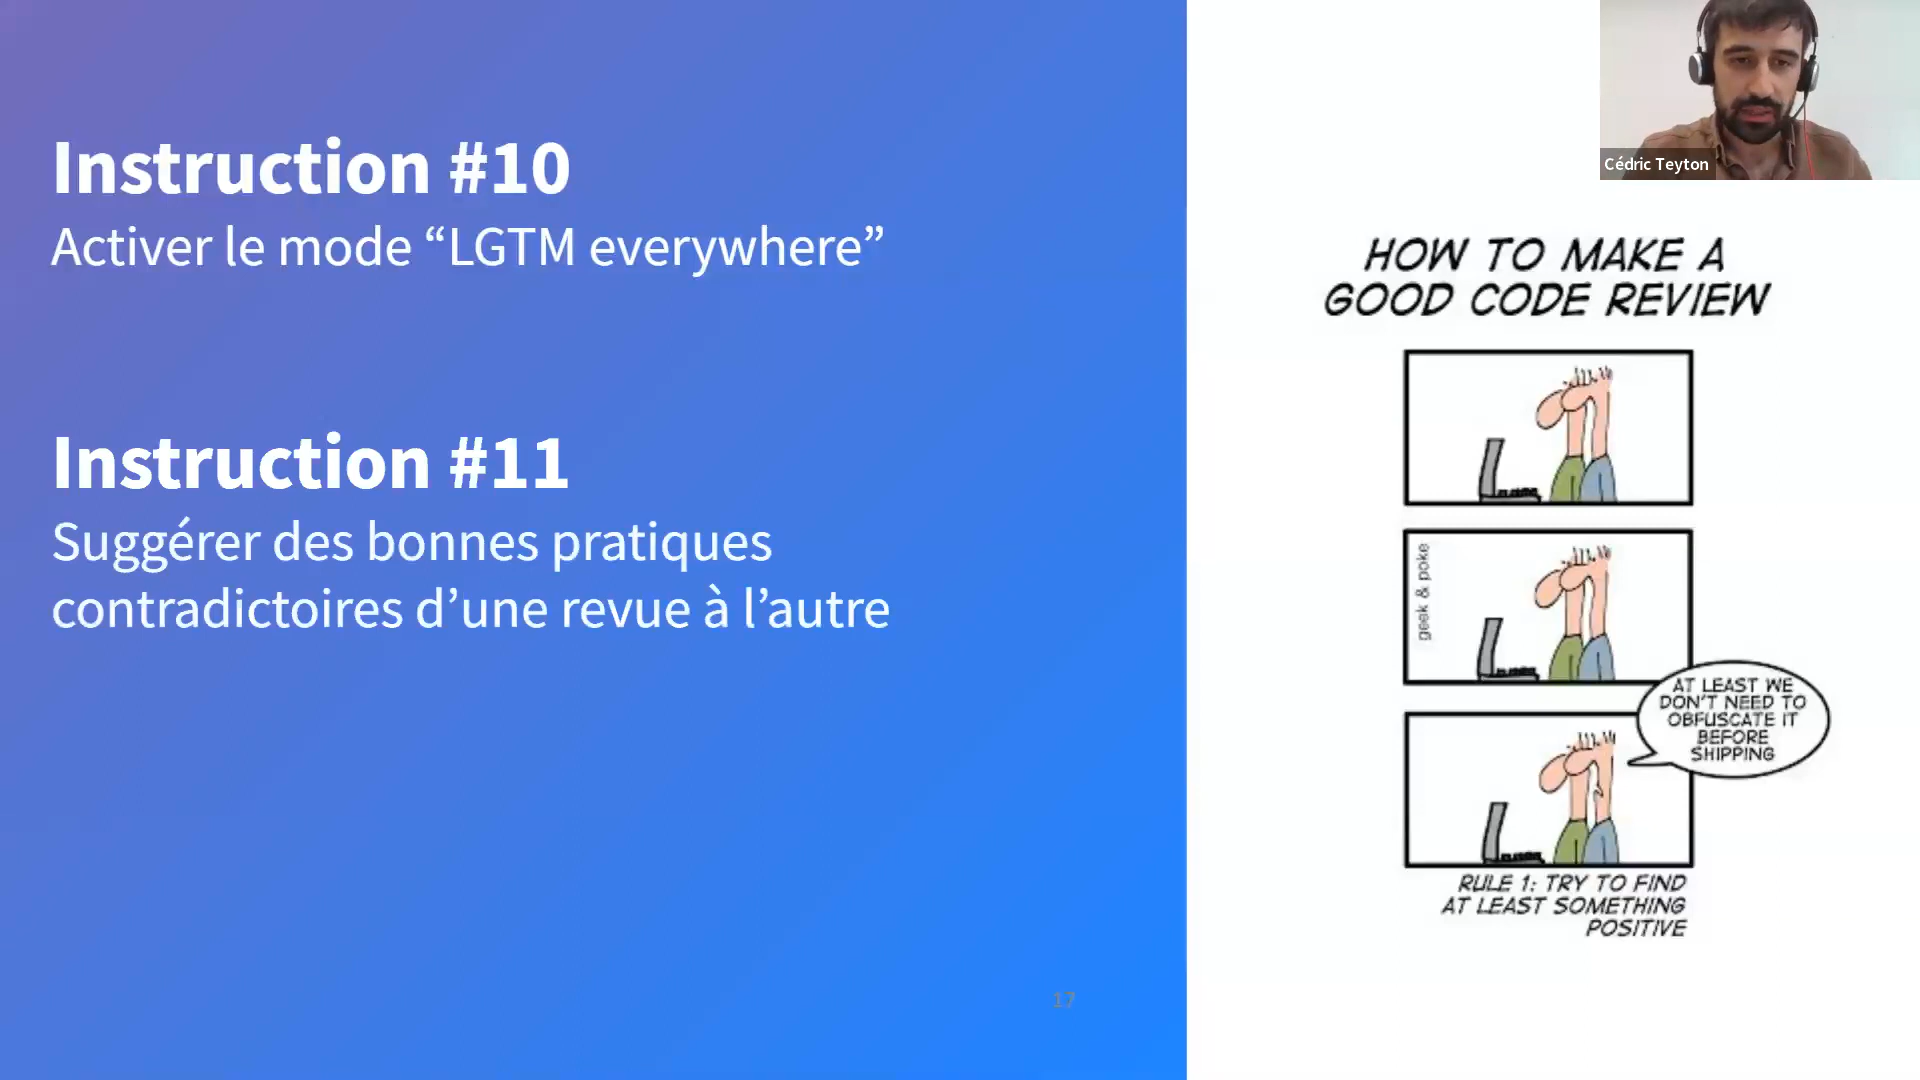 Instruction #10
Activer le mode “LGTM everywhere”
Instruction #11
Suggérer des bonnes pratiques
contradictoires d’une revue à l’autre
17
Cédric Teyton
HOW TO MAKE A
GOOD CODE REVIEW
geek & poke
AT LEAST WE
DON'T NEED TO
OBFUSCATE IT
BEFORE
SHIPPING
RULE 1: TRY TO FIND
AT LEAST SOMETHING
POSITIVE